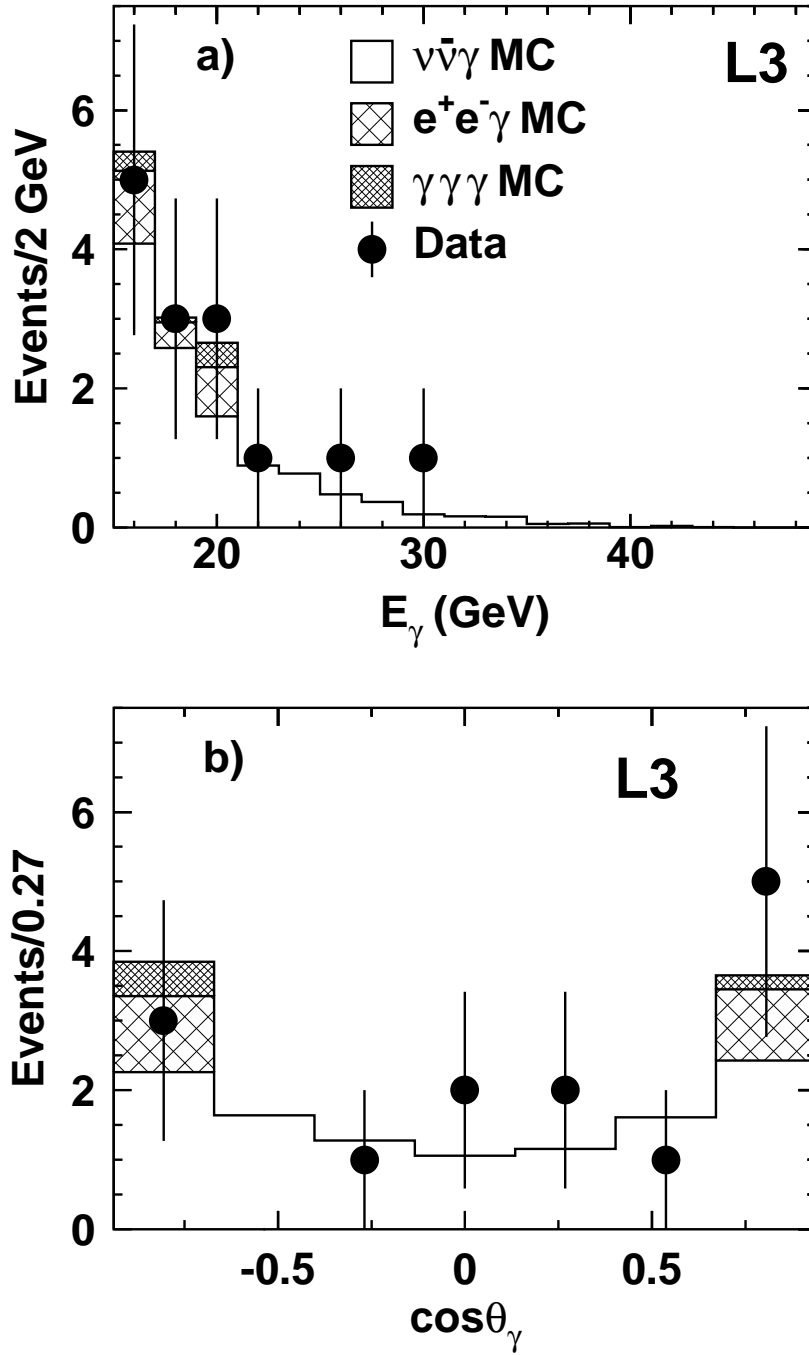 a)
L3
νν̄γ MC
e⁺e⁻γ MC
γγγ MC
Data
Events/2 GeV
6
4
2
0
20 30 40
E_γ (GeV)
b)
L3
Events/0.27
6
4
2
0
-0.5 0 0.5
cosθ_γ